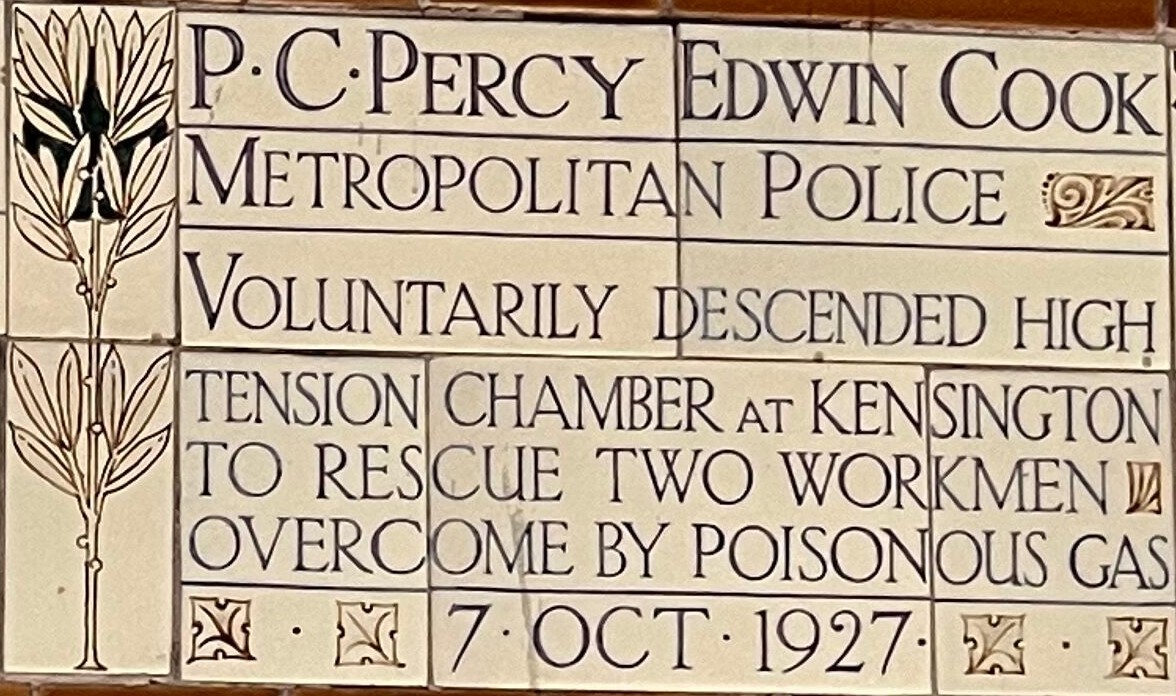 P·C·PERCY EDWIN COOK
METROPOLITAN POLICE
VOLUNTARILY DESCENDED HIGH
TENSION CHAMBER AT KENSINGTON
TO RESCUE TWO WORKMEN
OVERCOME BY POISONOUS GAS
· 7· OCT · 1927· ·